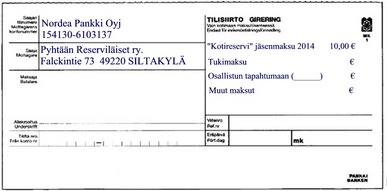 Saajan tilinumero
Mottagarens kontonummer
Nordea Pankki Oyj
154130-6103137
TILISIIRTO GIRERING
MK
1
Saaja
Mottagare
Pyhtään Reserviläiset ry.
Falckintie 73 49220 SILTAKYLÄ
"Kotireservi" jäsenmaksu 2014 10,00 €
Tukimaksu €
Osallistun tapahtumaan (______) €
Muut maksut €
Maksaja
Betalare
Allekirjoitus
Underskrift
Viitenro
Ref.nr
Tililtä nro
Från konto nr
Eräpäivä
Förf.dag
mk
PANKKI
BANKEN